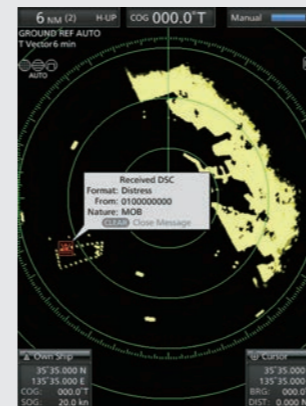 6 NM (2) H-UP COG 000.0°T Manual
GROUND REF AUTO
T Vector 6 min
AUTO
Received DSC
Format: Distress
From: 0100000000
Nature: MOB
CLEAR Close Message
Own Ship
35°35.000 N
135°35.000 E
COG: 000.0°T
SOG: 20.0 kn
Cursor
35°35.000
135°35.000
BRG: 000.0
DIST: 0.000